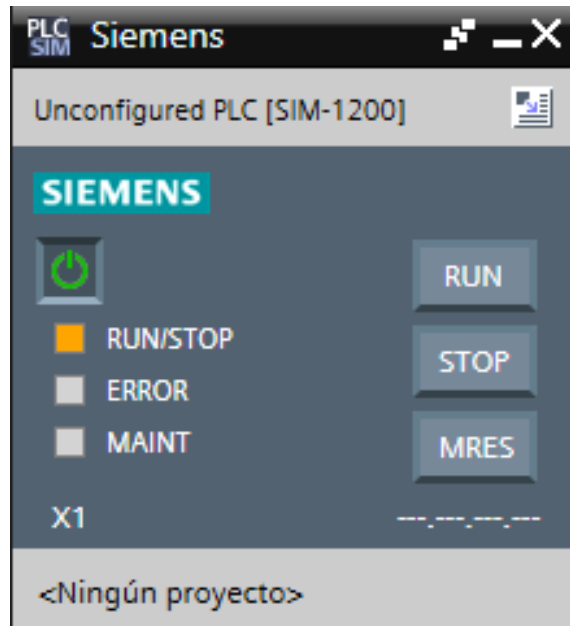 PLC SIM Siemens
Unconfigured PLC [SIM-1200]
SIEMENS
RUN
RUN/STOP
STOP
ERROR
MAINT
MRES
X1 ---.---.---.---
<Ningún proyecto>